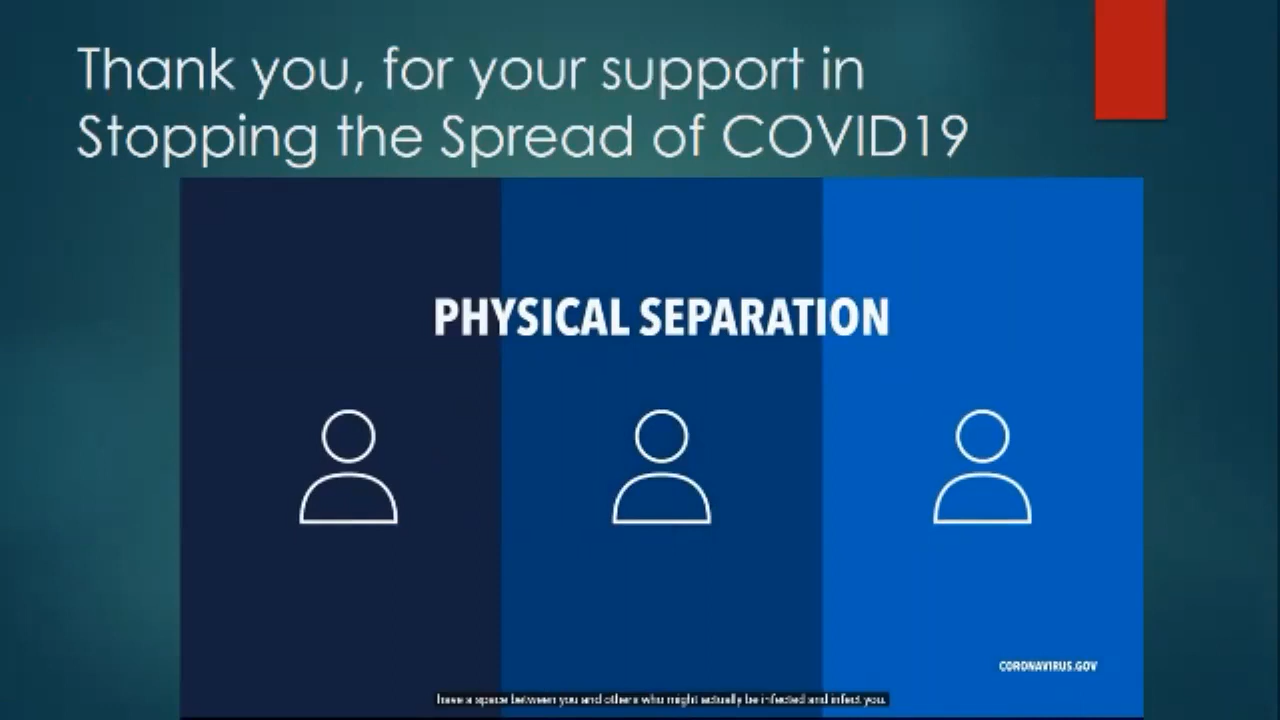 Thank you, for your support in
Stopping the Spread of COVID19
PHYSICAL SEPARATION
CORONAVIRUS.GOV
have a space between you and others who might actually be infected and infect you.